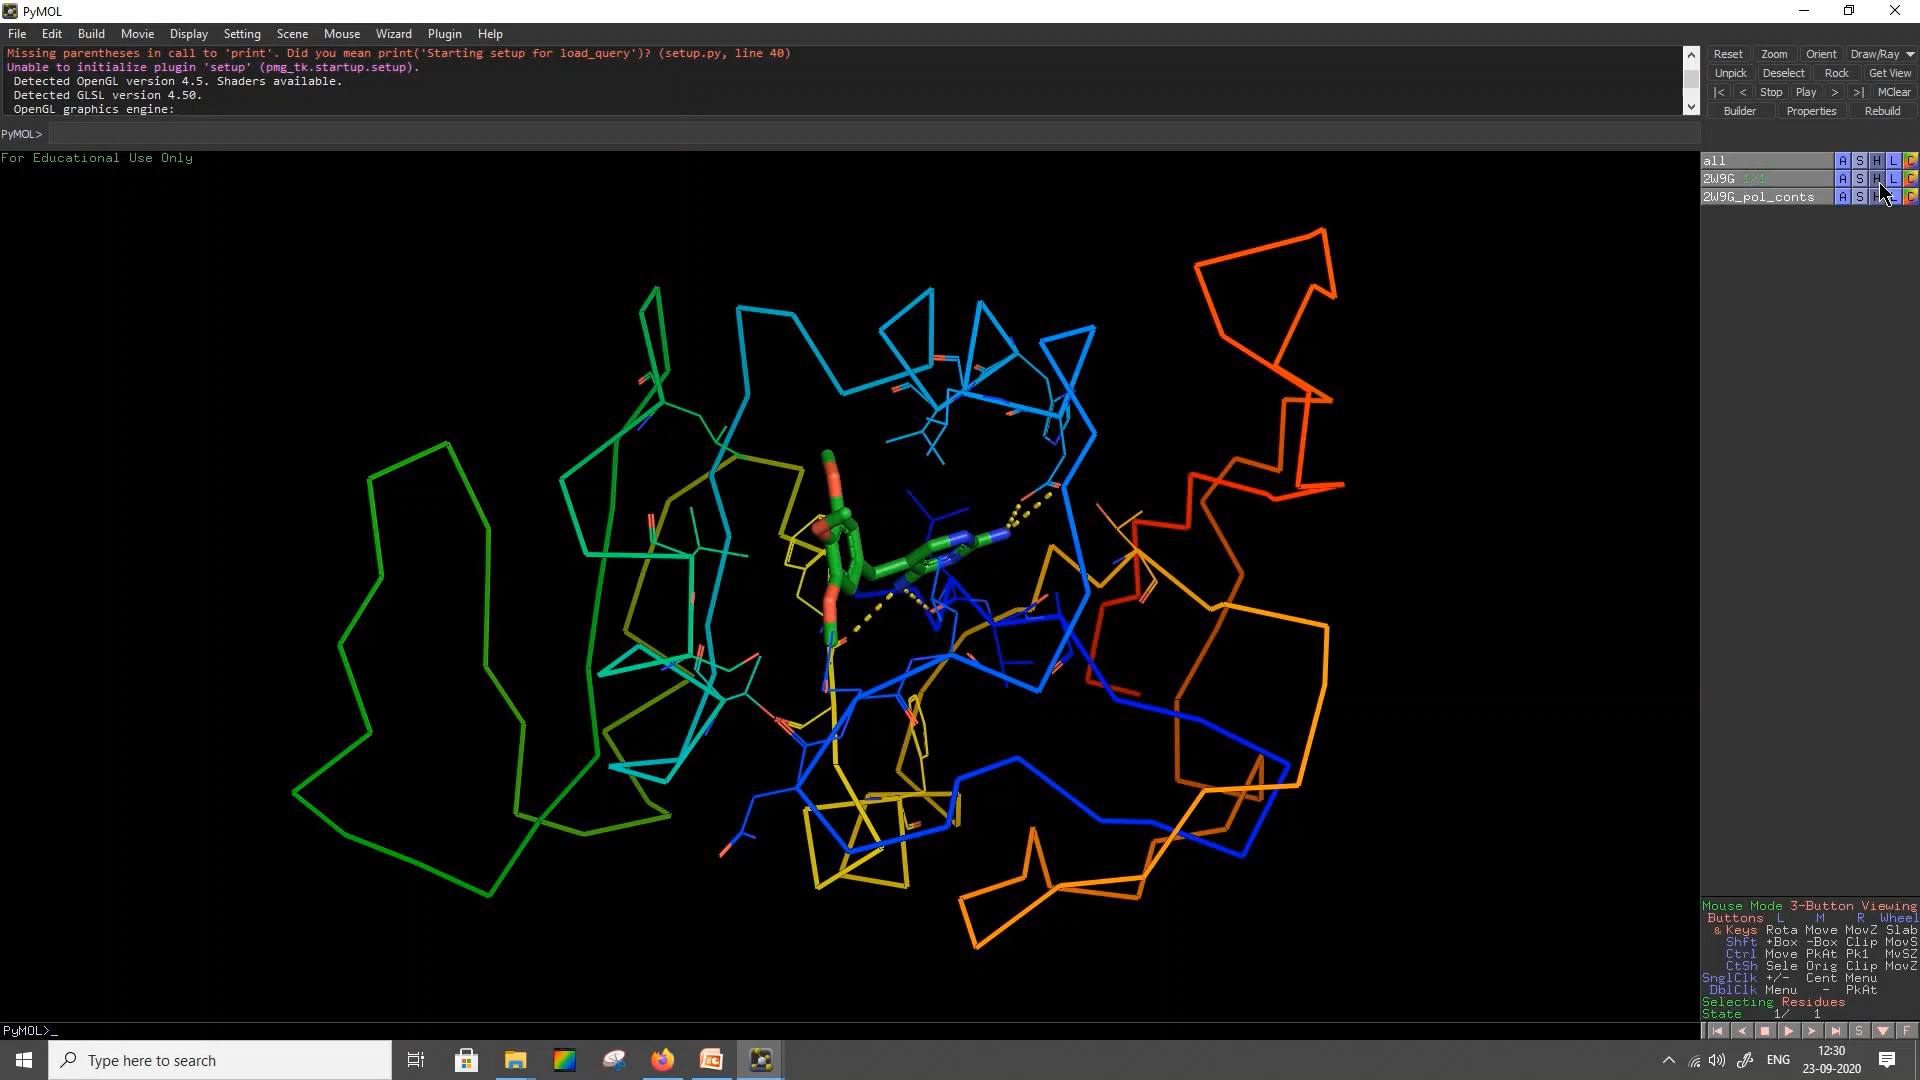 PyMOL
File Edit Build Movie Display Setting Scene Mouse Wizard Plugin Help
Missing parentheses in call to 'print'. Did you mean print('Starting setup for load_query')? (setup.py, line 40)
Unable to initialize plugin 'setup' (pmg_tk.startup.setup).
Detected OpenGL version 4.5. Shaders available.
Detected GLSL version 4.50.
OpenGL graphics engine:
PyMOL>
Reset Zoom Orient Draw/Ray
Unpick Deselect Rock Get View
|< < Stop Play > >| MClear
Builder Properties Rebuild
For Educational Use Only
all A S H L C
2W9G 1/1 A S H L C
2W9G_pol_conts A S H L C
Mouse Mode 3-Button Viewing
Buttons L M R Wheel
& Keys Rota Move MovZ Slab
Shft +Box -Box Clip MovS
Ctrl Move PkAt Pk1 MvSZ
CtSh Sele Orig Clip MovZ
SnglClk +/- Cent Menu
DblClk Menu - PkAt
Selecting Residues
State 1/ 1
S F
PyMOL>_
Type here to search
ENG
12:30
23-09-2020